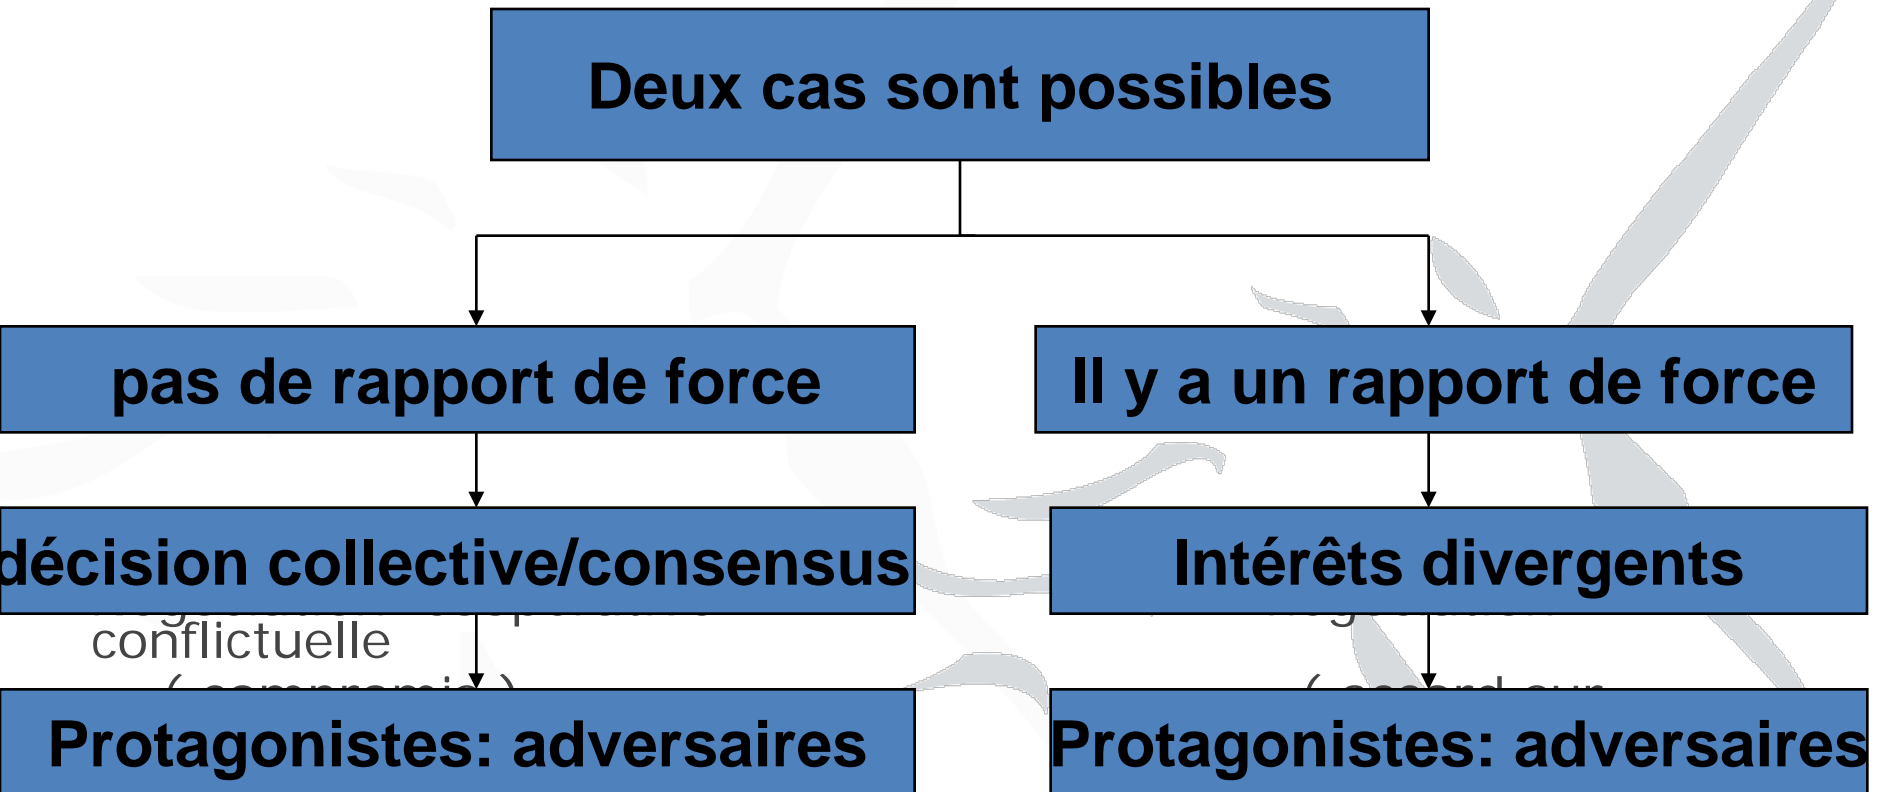 Deux cas sont possibles
pas de rapport de force
Il y a un rapport de force
décision collective/consensus
Intérêts divergents
conflictuelle
Protagonistes: adversaires
Protagonistes: adversaires